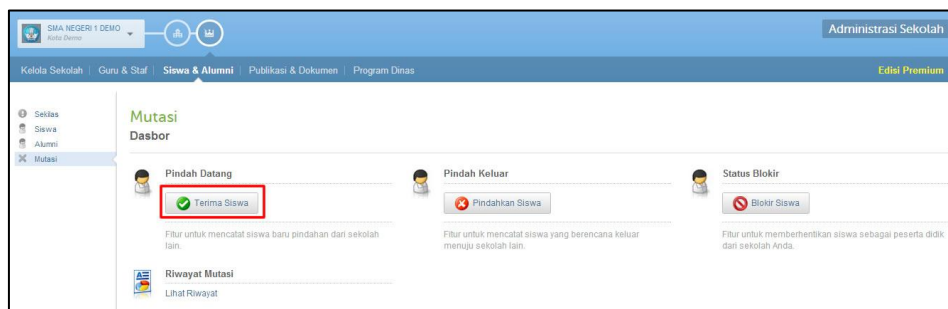 SMA NEGERI 1 DEMO
Kota Demo
Administrasi Sekolah
Kelola Sekolah | Guru & Staf | Siswa & Alumni | Publikasi & Dokumen | Program Dinas
Edisi Premium
Sekilas
Siswa
Alumni
Mutasi
Mutasi
Dasbor
Pindah Datang
Terima Siswa
Fitur untuk mencatat siswa baru pindahan dari sekolah
lain.
Pindah Keluar
Pindahkan Siswa
Fitur untuk mencatat siswa yang berencana keluar
menuju sekolah lain.
Status Blokir
Blokir Siswa
Fitur untuk memberhentikan siswa sebagai peserta didik
dari sekolah Anda.
Riwayat Mutasi
Lihat Riwayat